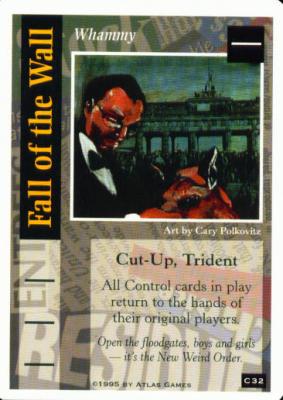 Fall of the Wall
Whammy
Art by Cary Polkovitz
Cut-Up, Trident
All Control cards in play
return to the hands of
their original players.
Open the floodgates, boys and girls
— it's the New Weird Order.
©1995 BY ATLAS GAMES
C32